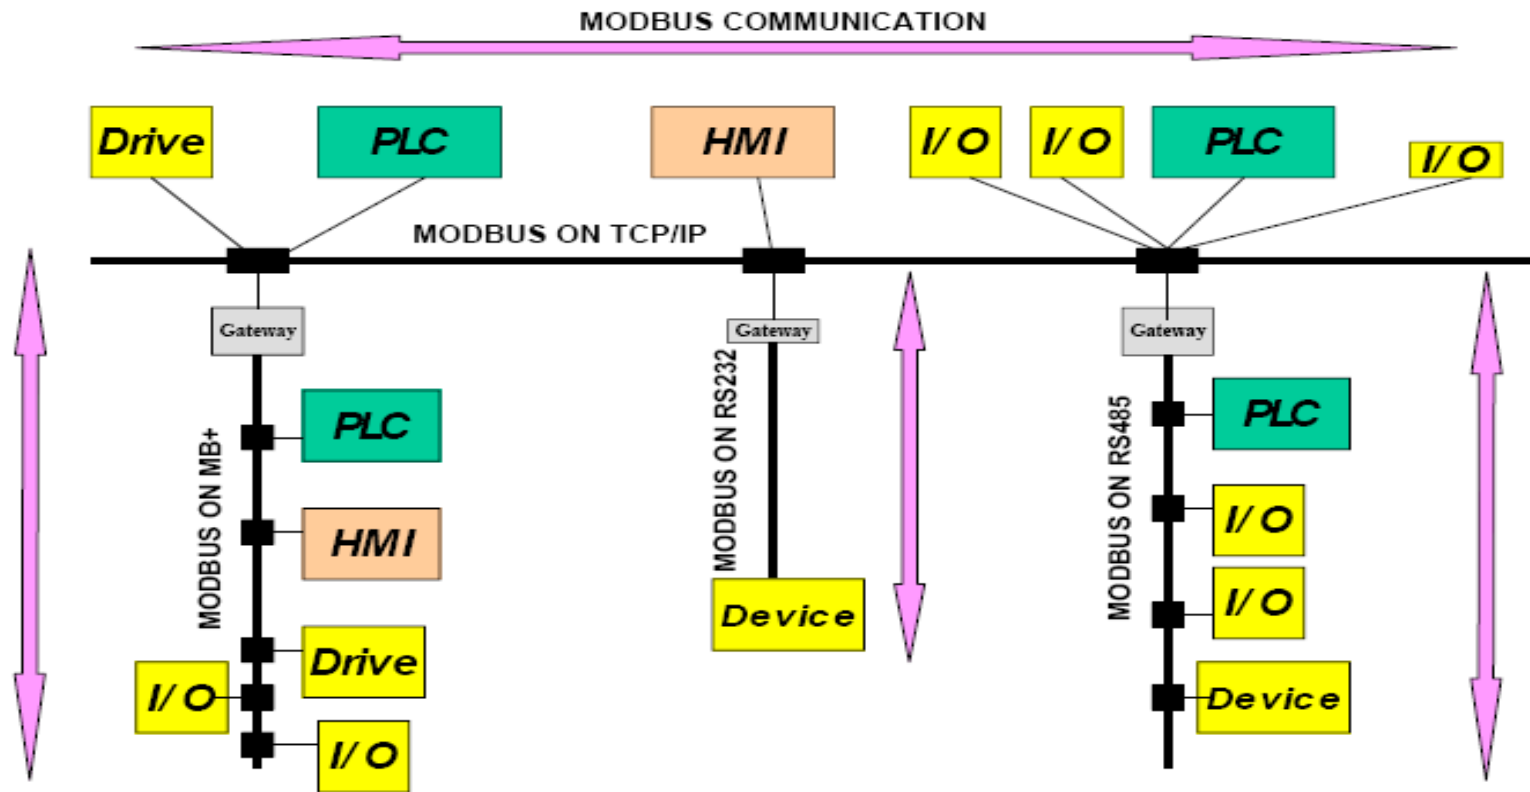 MODBUS COMMUNICATION
Drive
PLC
HMI
I/O
I/O
PLC
I/O
MODBUS ON TCP/IP
Gateway
Gateway
Gateway
MODBUS ON MB+
PLC
HMI
Drive
I/O
I/O
MODBUS ON RS232
Device
MODBUS ON RS485
PLC
I/O
I/O
Device